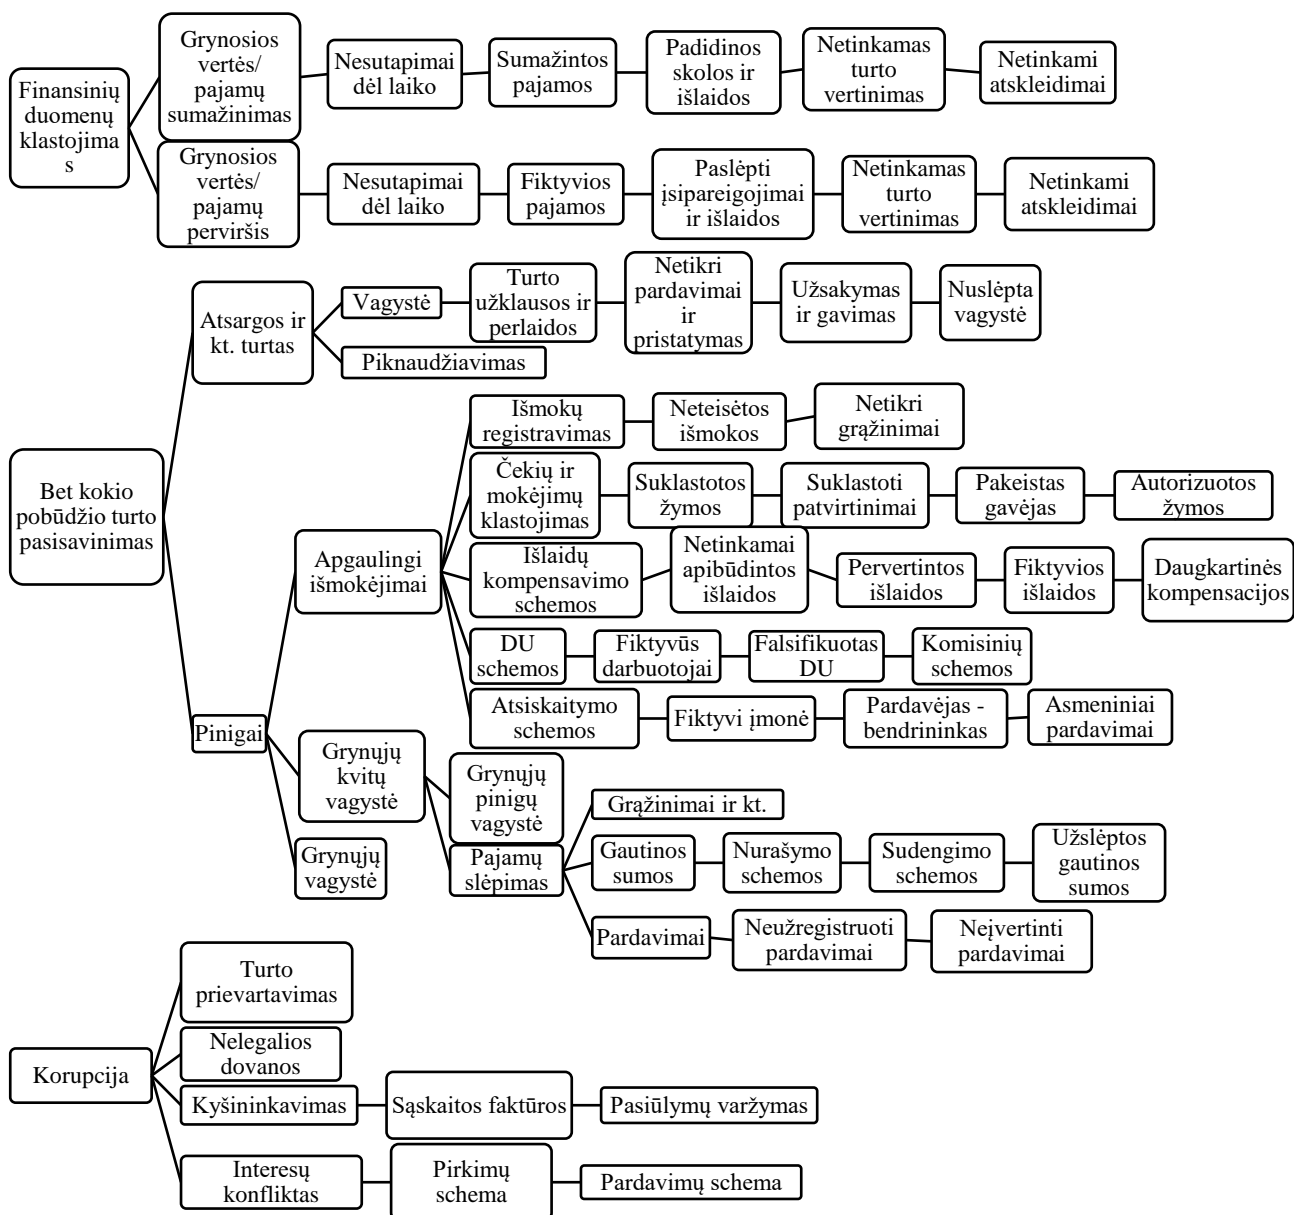 Finansinių
duomenų
klastojima
s
Grynosios
vertės/
pajamų
sumažinimas
Nesutapimai
dėl laiko
Sumažintos
pajamos
Padidinos
skolos ir
išlaidos
Netinkamas
turto
vertinimas
Netinkami
atskleidimai
Grynosios
vertės/
pajamų
perviršis
Nesutapimai
dėl laiko
Fiktyvios
pajamos
Paslėpti
įsipareigojimai
ir išlaidos
Netinkamas
turto
vertinimas
Netinkami
atskleidimai
Bet kokio
pobūdžio turto
pasisavinimas
Atsargos ir
kt. turtas
Vagystė
Turto
užklausos ir
perlaidos
Netikri
pardavimai
ir
pristatymas
Užsakymas
ir gavimas
Nuslėpta
vagystė
Piknaudžiavimas
Pinigai
Apgaulingi
išmokėjimai
Išmokų
registravimas
Neteisėtos
išmokos
Netikri
grąžinimai
Čekių ir
mokėjimų
klastojimas
Suklastotos
žymos
Suklastoti
patvirtinimai
Pakeistas
gavėjas
Autorizuotos
žymos
Išlaidų
kompensavimo
schemos
Netinkamai
apibūdintos
išlaidos
Pervertintos
išlaidos
Fiktyvios
išlaidos
Daugkartinės
kompensacijos
DU
schemos
Fiktyvūs
darbuotojai
Falsifikuotas
DU
Komisinių
schemos
Atsiskaitymo
schemos
Fiktyvi įmonė
Pardavėjas -
bendrininkas
Asmeniniai
pardavimai
Grynųjų
kvitų
vagystė
Grynųjų
pinigų
vagystė
Pajamų
slėpimas
Grąžinimai ir kt.
Gautinos
sumos
Nurašymo
schemos
Sudengimo
schemos
Užslėptos
gautinos
sumos
Pardavimai
Neužregistruoti
pardavimai
Neįvertinti
pardavimai
Grynųjų
vagystė
Korupcija
Turto
prievartavimas
Nelegalios
dovanos
Kyšininkavimas
Sąskaitos faktūros
Pasiūlymų varžymas
Interesų
konfliktas
Pirkimų
schema
Pardavimų schema